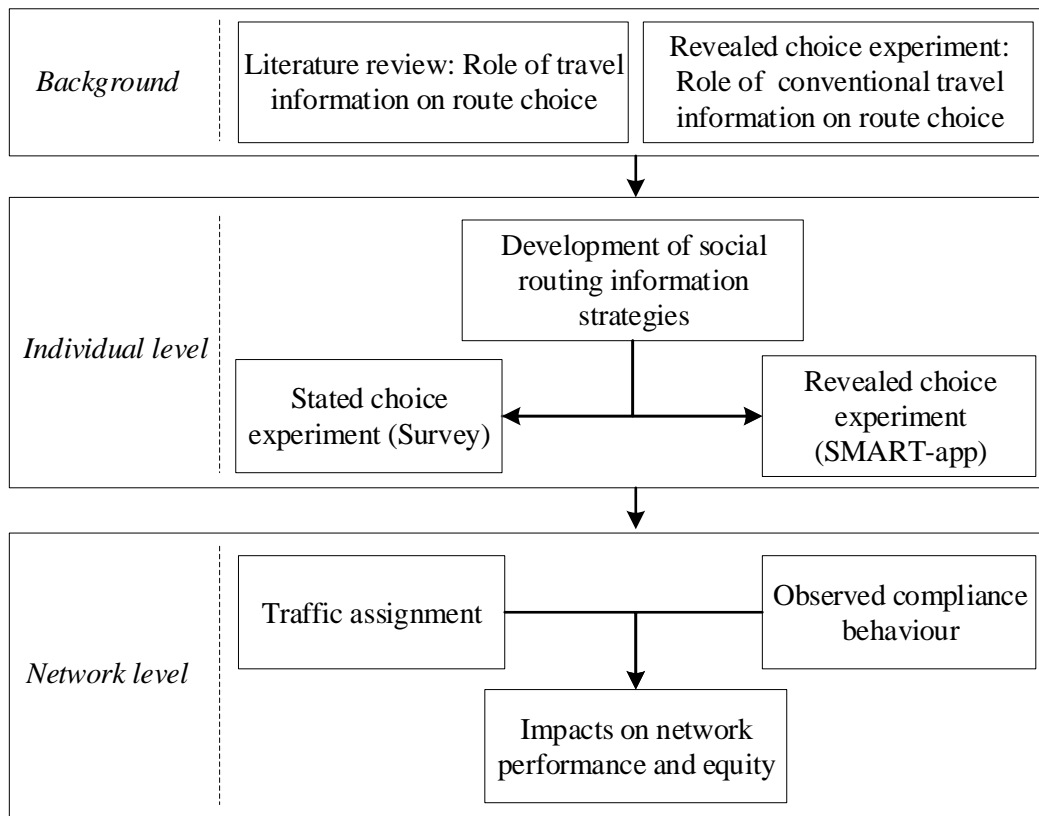 Background
Literature review: Role of travel
information on route choice
Revealed choice experiment:
Role of conventional travel
information on route choice
Individual level
Development of social
routing information
strategies
Stated choice
experiment (Survey)
Revealed choice
experiment
(SMART-app)
Network level
Traffic assignment
Observed compliance
behaviour
Impacts on network
performance and equity